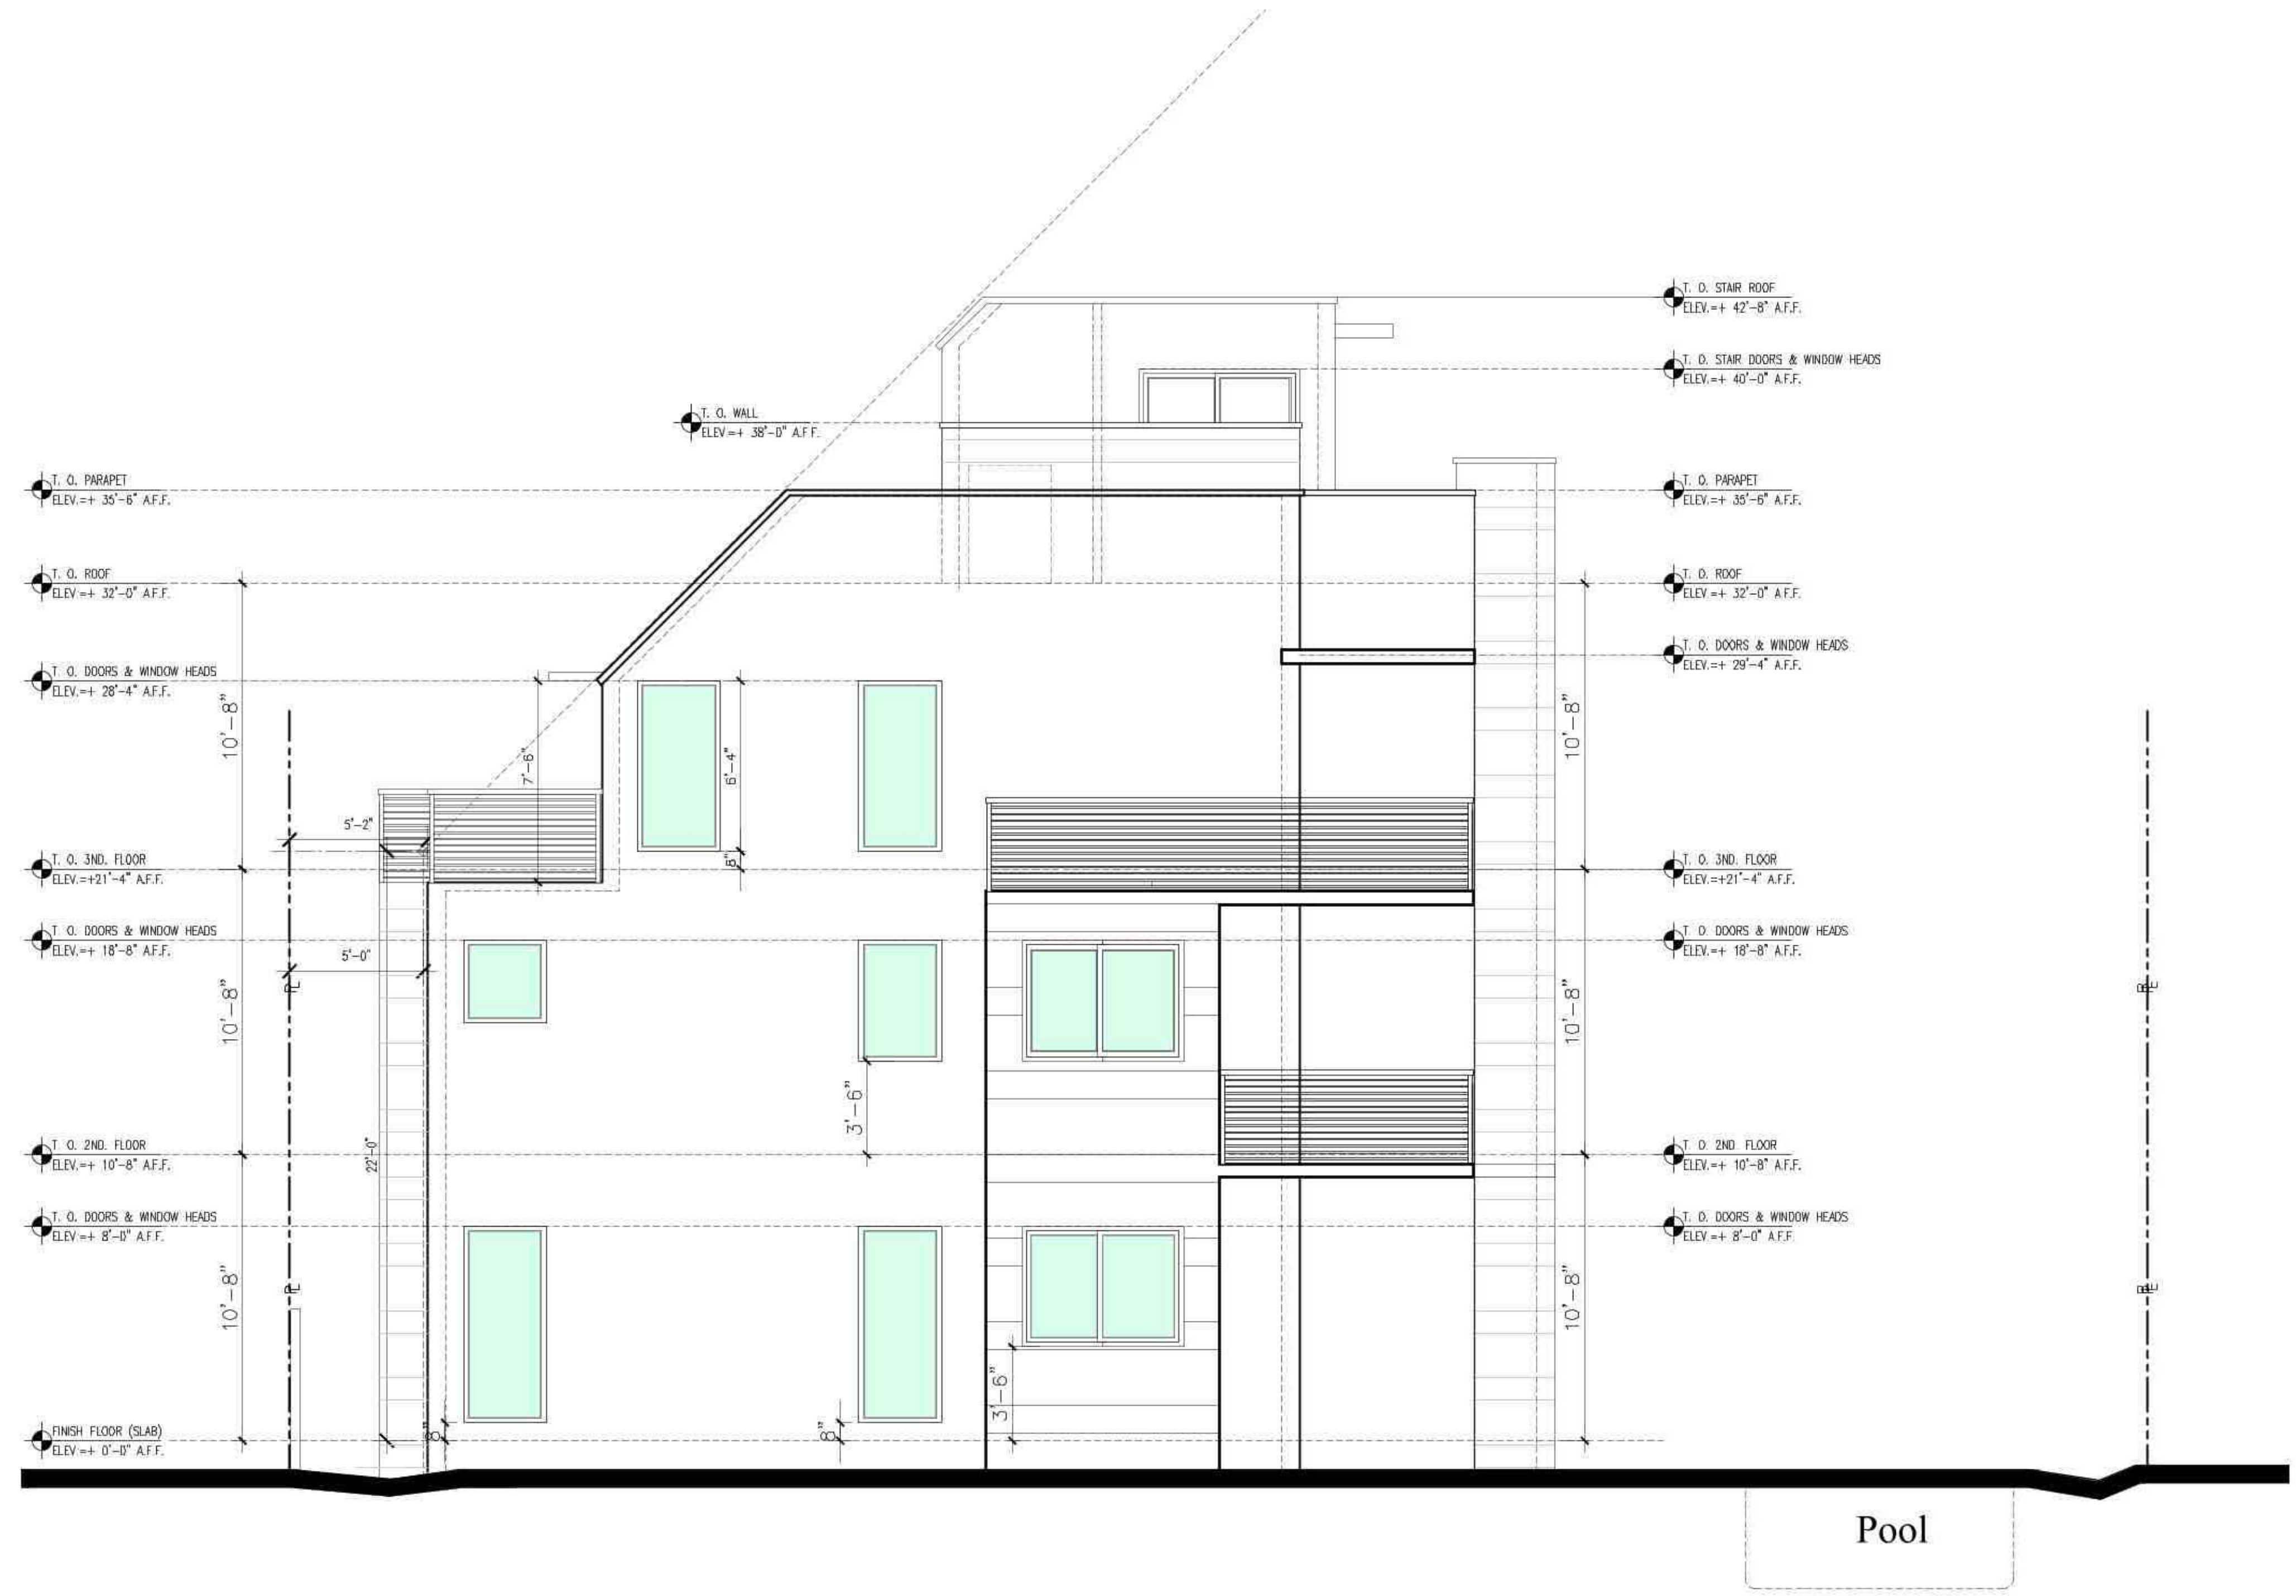 T. O. STAIR ROOF
ELEV.=+ 42'-8" A.F.F.
T. O. STAIR DOORS & WINDOW HEADS
ELEV.=+ 40'-0" A.F.F.
T. O. WALL
ELEV.=+ 38'-0" A.F.F.
T. O. PARAPET
ELEV.=+ 35'-6" A.F.F.
T. O. PARAPET
ELEV.=+ 35'-6" A.F.F.
T. O. ROOF
ELEV.=+ 32'-0" A.F.F.
T. O. ROOF
ELEV.=+ 32'-0" A.F.F.
T. O. DOORS & WINDOW HEADS
ELEV.=+ 29'-4" A.F.F.
T. O. DOORS & WINDOW HEADS
ELEV.=+ 28'-4" A.F.F.
10'-8"
7'-6"
6'-4"
10'-8"
5'-2"
8"
T. O. 3ND. FLOOR
ELEV.=+21'-4" A.F.F.
T. O. 3ND. FLOOR
ELEV.=+21'-4" A.F.F.
T. O. DOORS & WINDOW HEADS
ELEV.=+ 18'-8" A.F.F.
T. O. DOORS & WINDOW HEADS
ELEV.=+ 18'-8" A.F.F.
5'-0"
PL
PL
10'-8"
10'-8"
3'-6"
22'-0"
T. O. 2ND. FLOOR
ELEV.=+ 10'-8" A.F.F.
T. O. 2ND. FLOOR
ELEV.=+ 10'-8" A.F.F.
T. O. DOORS & WINDOW HEADS
ELEV.=+ 8'-0" A.F.F.
T. O. DOORS & WINDOW HEADS
ELEV.=+ 8'-0" A.F.F.
PL
PL
10'-8"
10'-8"
3'-6"
8"
8"
FINISH FLOOR (SLAB)
ELEV.=+ 0'-0" A.F.F.
Pool